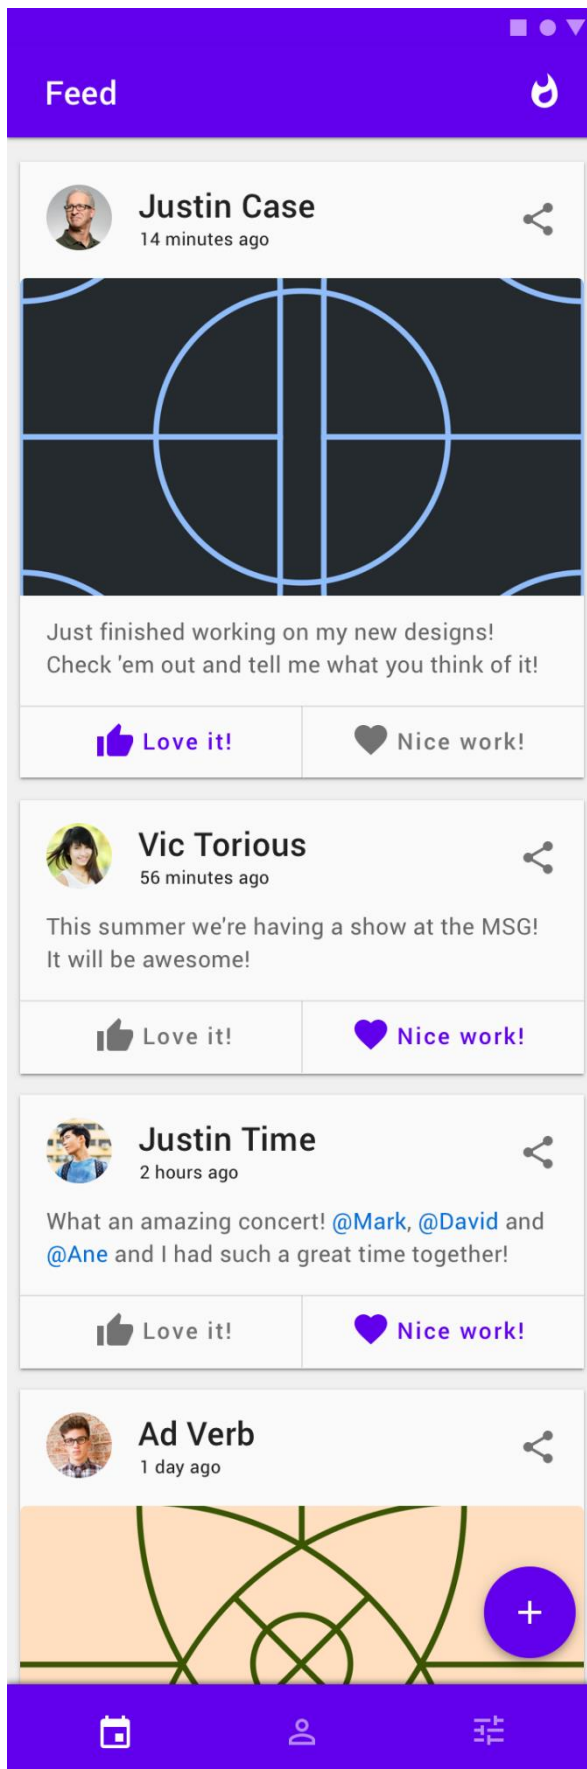 Feed
Justin Case
14 minutes ago
Just finished working on my new designs!
Check 'em out and tell me what you think of it!
Love it!
Nice work!
Vic Torious
56 minutes ago
This summer we're having a show at the MSG!
It will be awesome!
Love it!
Nice work!
Justin Time
2 hours ago
What an amazing concert! @Mark, @David and
@Ane and I had such a great time together!
Love it!
Nice work!
Ad Verb
1 day ago